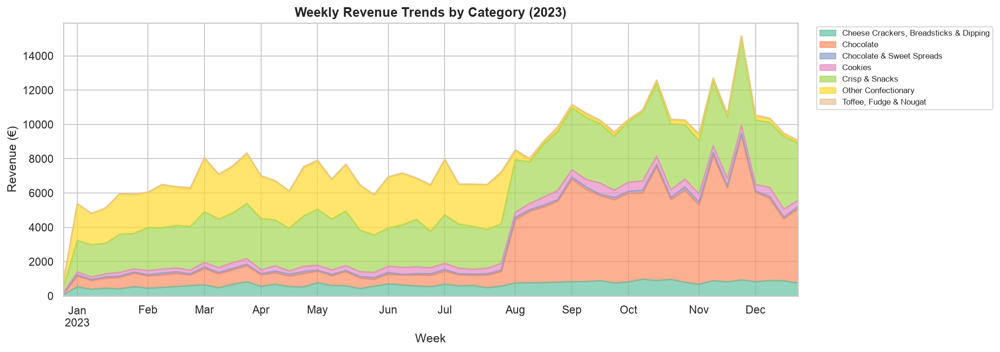 Weekly Revenue Trends by Category (2023)
Revenue (€)
14000
12000
10000
8000
6000
4000
2000
0
Jan
2023
Feb
Mar
Apr
May
Jun
Jul
Aug
Sep
Oct
Nov
Dec
Week
Cheese Crackers, Breadsticks & Dipping
Chocolate
Chocolate & Sweet Spreads
Cookies
Crisp & Snacks
Other Confectionary
Toffee, Fudge & Nougat